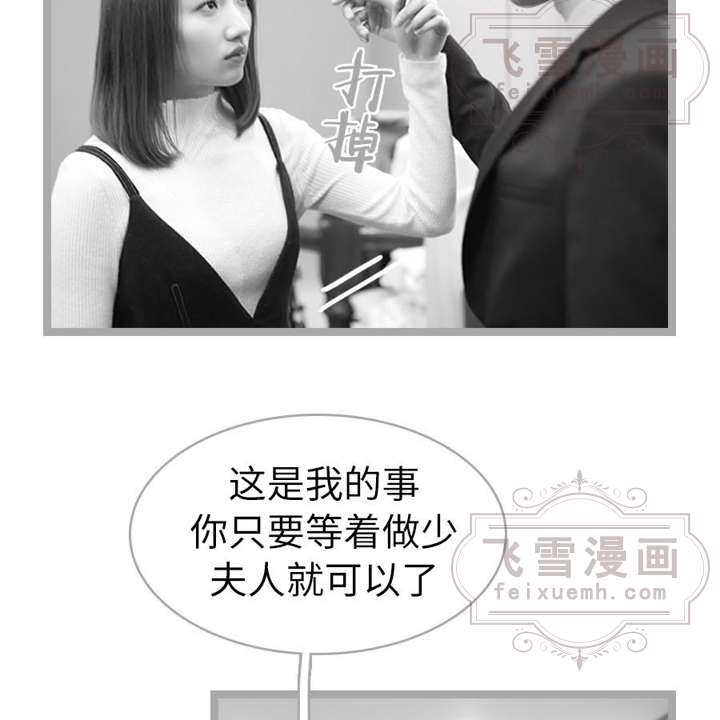 飞雪漫画
feixuemh.com
打
掉
这是我的事
你只要等着做少
夫人就可以了
飞雪漫画
feixuemh.com